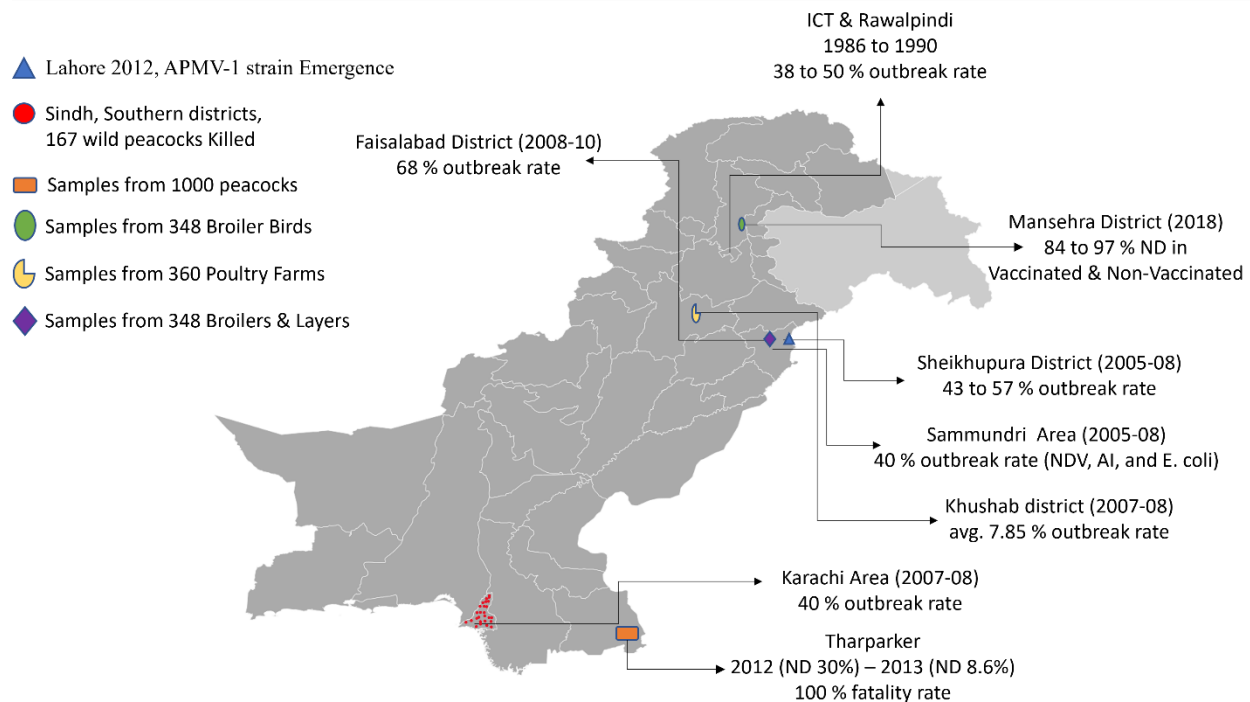 ICT & Rawalpindi
1986 to 1990
38 to 50 % outbreak rate
Lahore 2012, APMV-1 strain Emergence
Sindh, Southern districts,
167 wild peacocks Killed
Faisalabad District (2008-10)
68 % outbreak rate
Samples from 1000 peacocks
Samples from 348 Broiler Birds
Samples from 360 Poultry Farms
Samples from 348 Broilers & Layers
Mansehra District (2018)
84 to 97 % ND in
Vaccinated & Non-Vaccinated
Sheikhupura District (2005-08)
43 to 57 % outbreak rate
Sammundri Area (2005-08)
40 % outbreak rate (NDV, AI, and E. coli)
Khushab district (2007-08)
avg. 7.85 % outbreak rate
Karachi Area (2007-08)
40 % outbreak rate
Tharparker
2012 (ND 30%) – 2013 (ND 8.6%)
100 % fatality rate